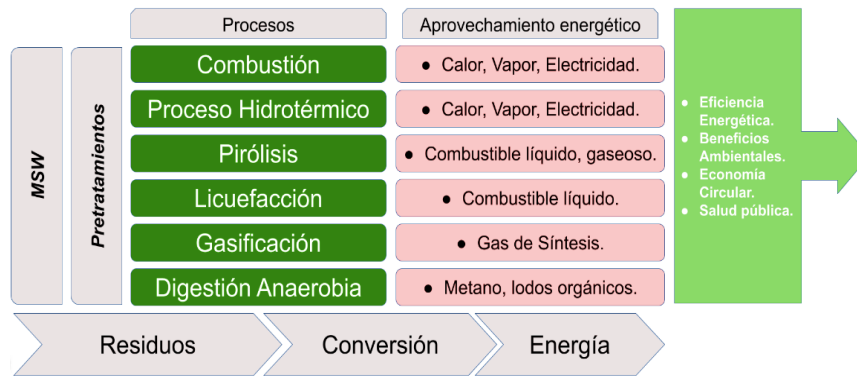 Procesos
Aprovechamiento energético
MSW
Pretratamientos
Combustión
● Calor, Vapor, Electricidad.
Proceso Hidrotérmico
● Calor, Vapor, Electricidad.
Pirólisis
● Combustible líquido, gaseoso.
Licuefacción
● Combustible líquido.
Gasificación
● Gas de Síntesis.
Digestión Anaerobia
● Metano, lodos orgánicos.
● Eficiencia
Energética.
● Beneficios
Ambientales.
● Economía
Circular.
● Salud pública.
Residuos
Conversión
Energía